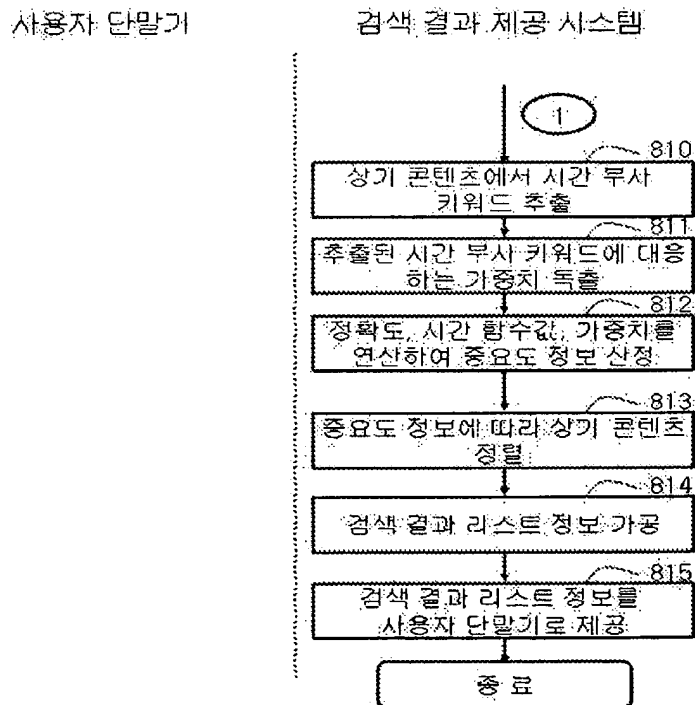 사용자 단말기
검색 결과 제공 시스템
1
810
상기 콘텐츠에서 시간 부사
키워드 추출
811
추출된 시간 부사 키워드에 대응
하는 가중치 독출
812
정확도, 시간 함수값, 가중치를
연산하여 중요도 정보 산정
813
중요도 정보에 따라 상기 콘텐츠
정렬
814
검색 결과 리스트 정보 가공
815
검색 결과 리스트 정보를
사용자 단말기로 제공
종 료